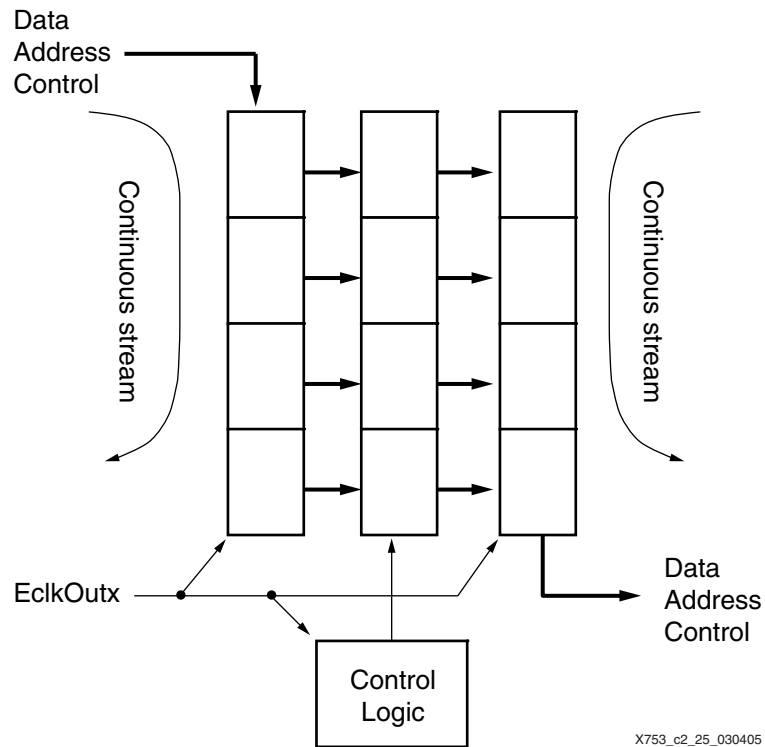 Data
Address
Control
Continuous stream
Continuous stream
EclkOutx
Control
Logic
Data
Address
Control
X753_c2_25_030405